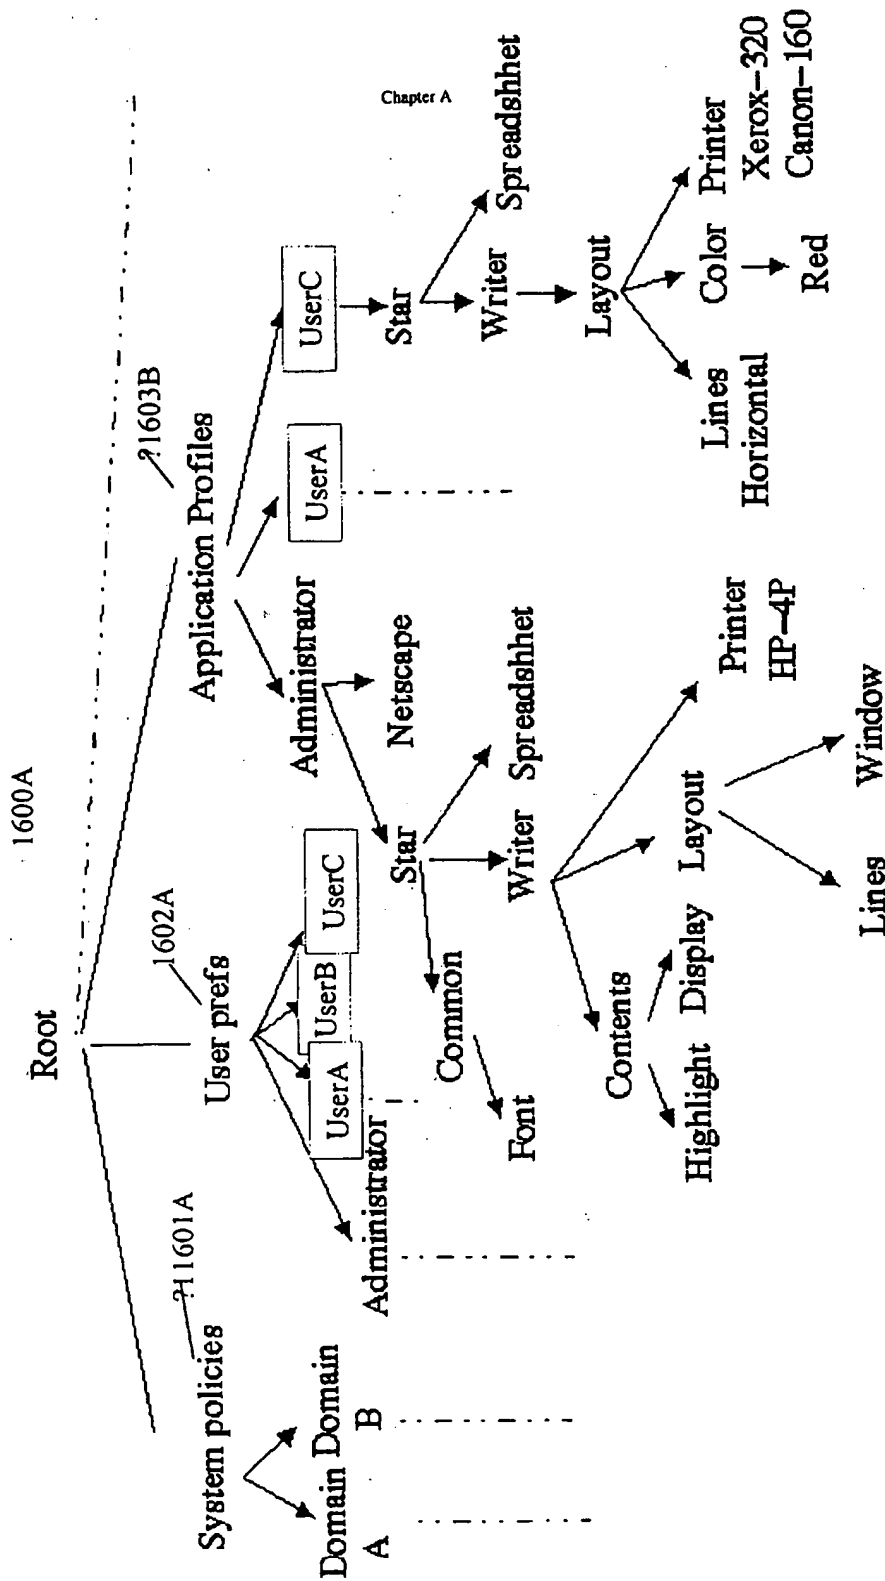 1600A
Root
?11601A
1602A
?1603B
System policies
User prefs
Application Profiles
Domain
A
Domain
B
Administrator
UserA
UserB
UserC
Administrator
UserA
UserC
Star
Netscape
Star
Chapter A
Common
Writer
Spreadshhet
Writer
Spreadshhet
Font
Layout
Contents
Highlight
Display
Layout
Printer
HP-4P
Lines
Horizontal
Color
Printer
Xerox-320
Canon-160
Red
Lines
Window